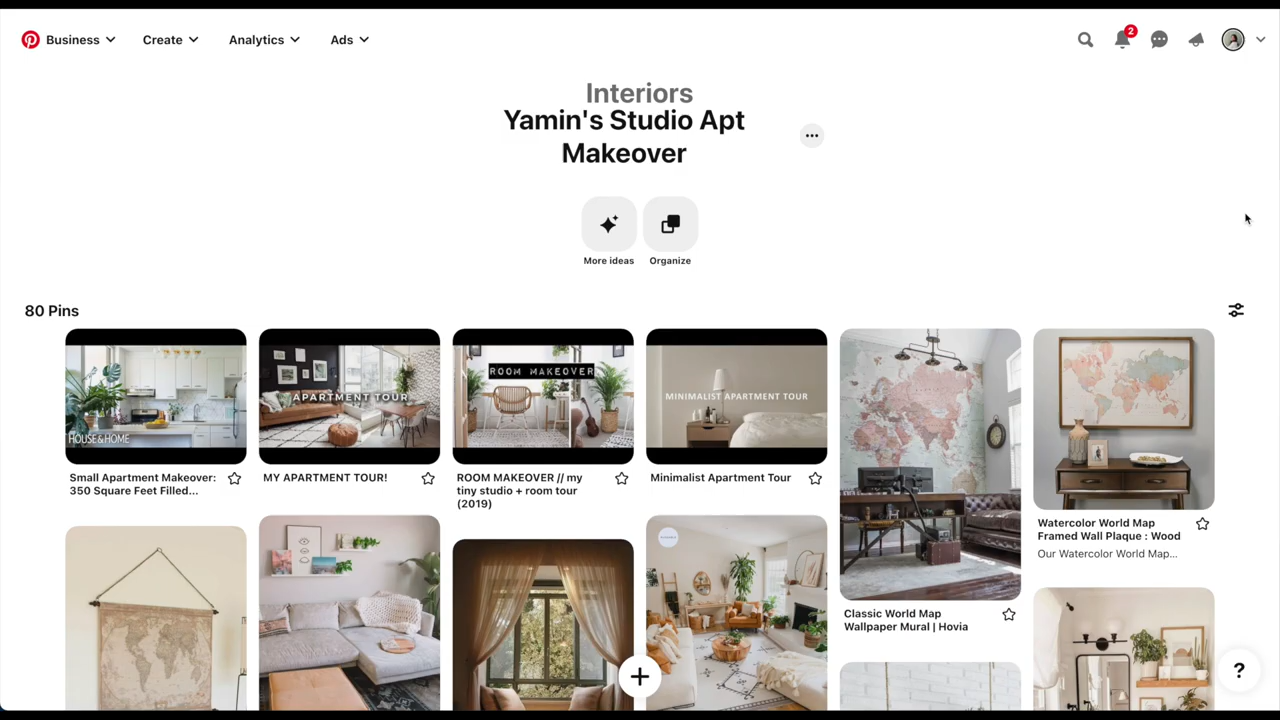 Business
Create
Analytics
Ads
2
Interiors
Yamin's Studio Apt
Makeover
More ideas
Organize
80 Pins
HOUSE&HOME
APARTMENT TOUR
ROOM MAKEOVER
MINIMALIST APARTMENT TOUR
Small Apartment Makeover:
350 Square Feet Filled...
MY APARTMENT TOUR!
ROOM MAKEOVER // my
tiny studio + room tour
(2019)
Minimalist Apartment Tour
Watercolor World Map
Framed Wall Plaque : Wood
Our Watercolor World Map...
Classic World Map
Wallpaper Mural | Hovia
?